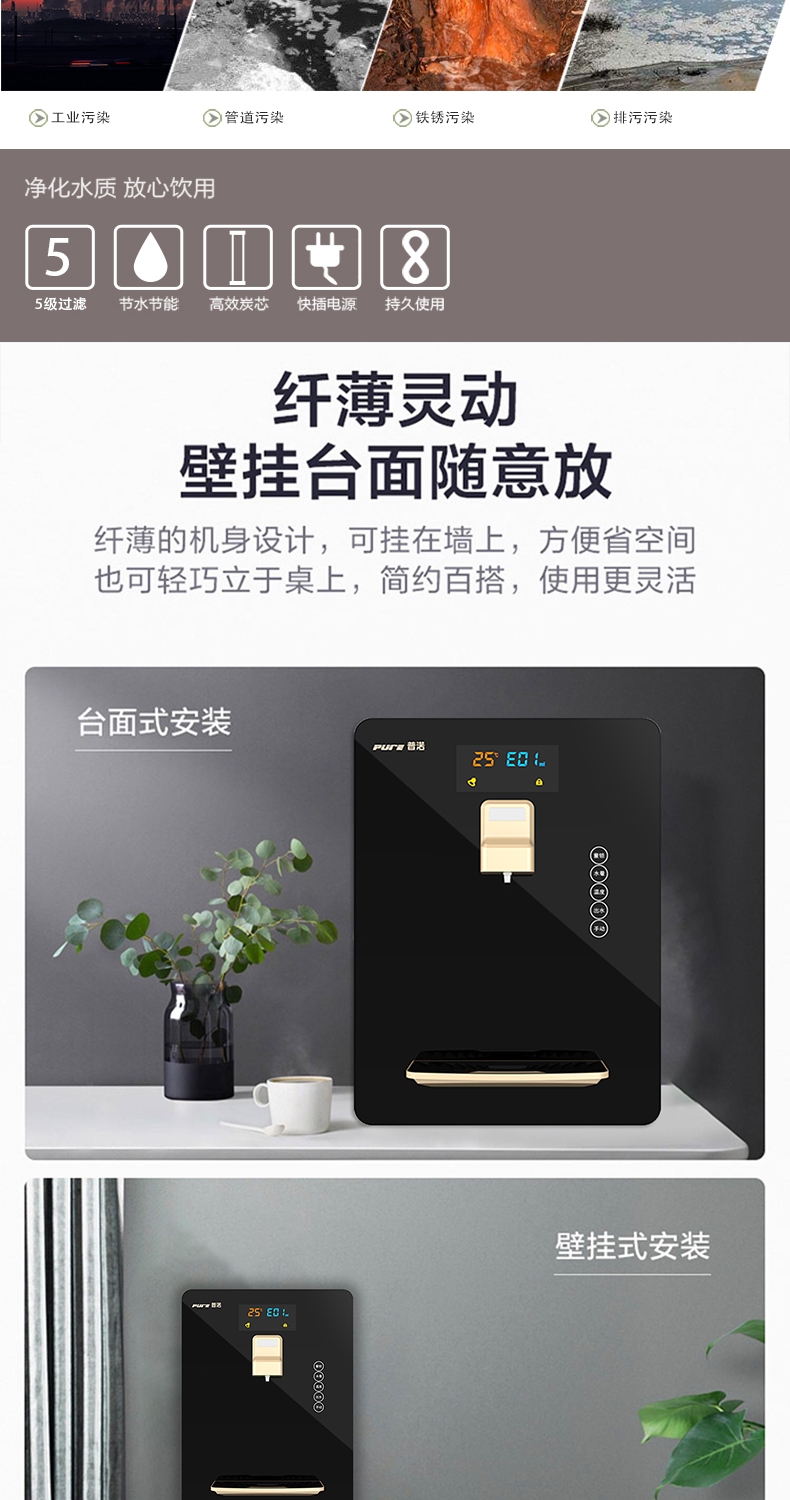 工业污染
管道污染
铁锈污染
排污污染
净化水质 放心饮用
5
5级过滤
节水节能
高效炭芯
快插电源
持久使用
纤薄灵动
壁挂台面随意放
纤薄的机身设计，可挂在墙上，方便省空间
也可轻巧立于桌上，简约百搭，使用更灵活
台面式安装
PURE 普诺
25℃ E01
童锁
水量
温度
出水
手动
壁挂式安装
PURE 普诺
25℃ E01